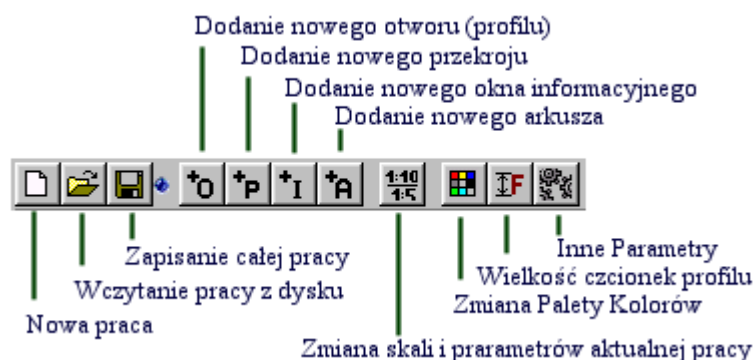 Dodanie nowego otworu (profilu)
Dodanie nowego przekroju
Dodanie nowego okna informacyjnego
Dodanie nowego arkusza
+O +P +I +A 1:10 1:5 F
Inne Parametry
Zapisanie całej pracy
Wielkość czcionek profilu
Wczytanie pracy z dysku
Zmiana Palety Kolorów
Nowa praca
Zmiana skali i prarametrów aktualnej pracy